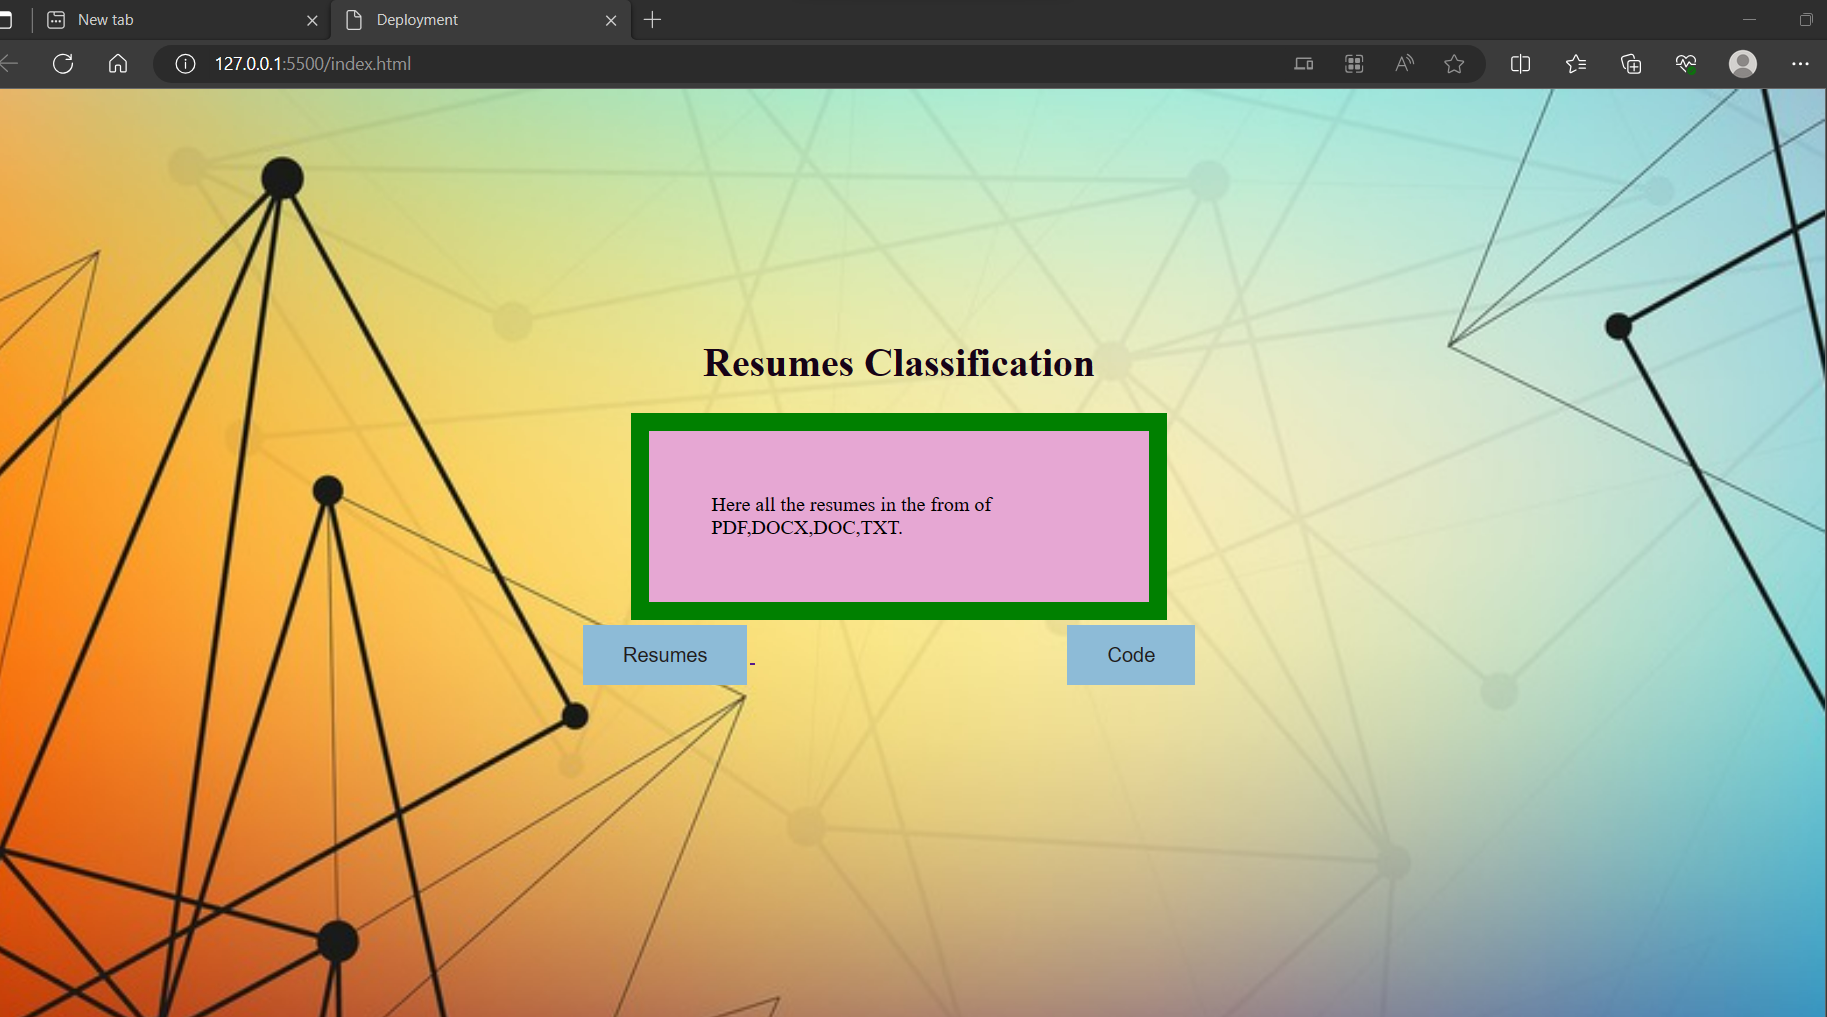 New tab
Deployment
127.0.0.1:5500/index.html
Resumes Classification
Here all the resumes in the from of
PDF,DOCX,DOC,TXT.
Resumes
Code